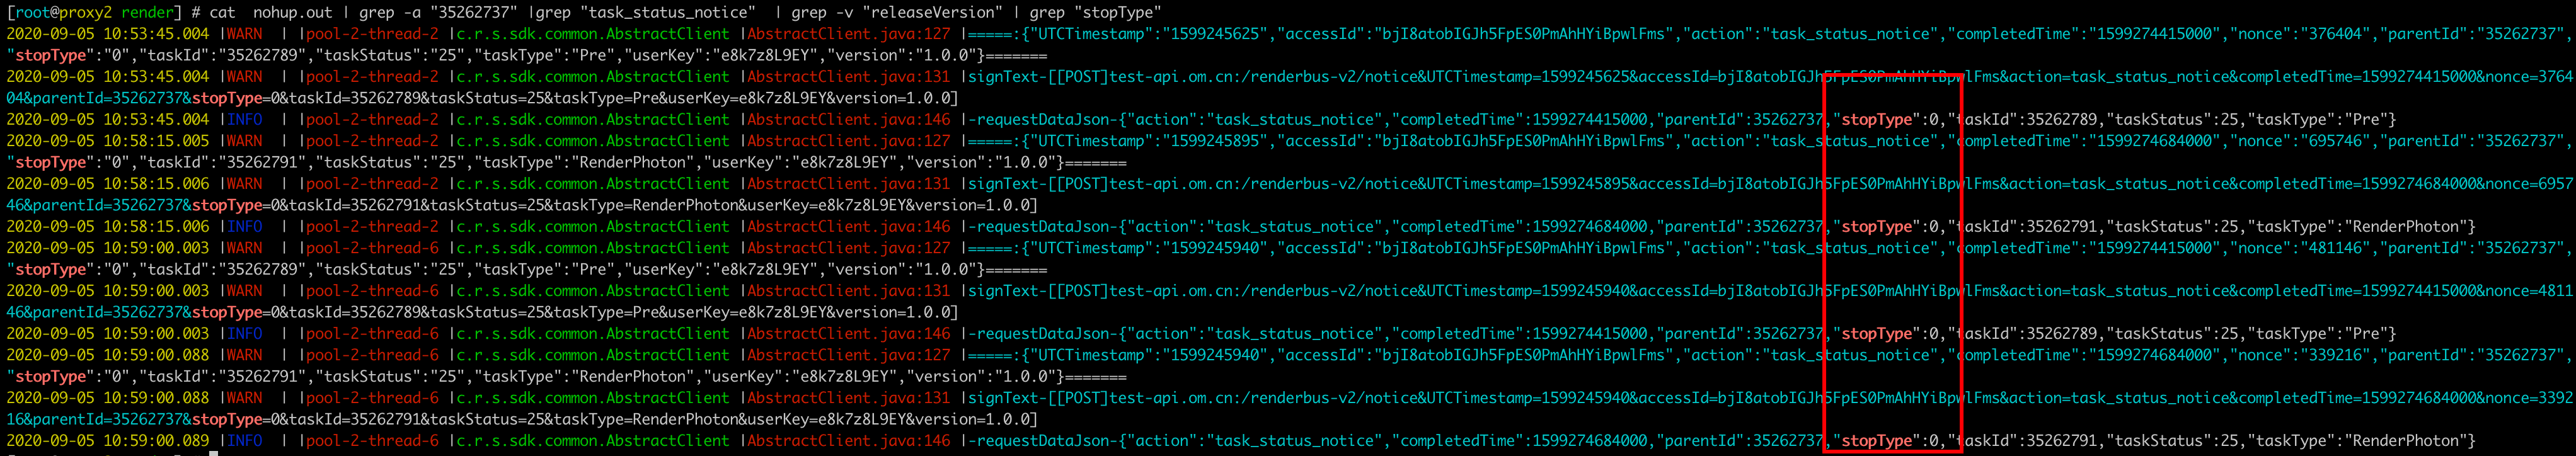 [root@proxy2 render] # cat  nohup.out | grep -a "35262737" |grep "task_status_notice"  | grep -v "releaseVersion" | grep "stopType"
2020-09-05 10:53:45.004 |WARN  | |pool-2-thread-2 |c.r.s.sdk.common.AbstractClient |AbstractClient.java:127 |=====:{"UTCTimestamp":"1599245625","accessId":"bjI8atobIGJh5FpES0PmAhHYiBpwlFms","action":"task_status_notice","completedTime":"1599274415000","nonce":"376404","parentId":"35262737",
"stopType":"0","taskId":"35262789","taskStatus":"25","taskType":"Pre","userKey":"e8k7z8L9EY","version":"1.0.0"}=======
2020-09-05 10:53:45.004 |WARN  | |pool-2-thread-2 |c.r.s.sdk.common.AbstractClient |AbstractClient.java:131 |signText-[[POST]test-api.om.cn:/renderbus-v2/notice&UTCTimestamp=1599245625&accessId=bjI8atobIGJh5FpES0PmAhHYiBpwlFms&action=task_status_notice&completedTime=1599274415000&nonce=3764
04&parentId=35262737&stopType=0&taskId=35262789&taskStatus=25&taskType=Pre&userKey=e8k7z8L9EY&version=1.0.0]
2020-09-05 10:53:45.004 |INFO  | |pool-2-thread-2 |c.r.s.sdk.common.AbstractClient |AbstractClient.java:146 |-requestDataJson-{"action":"task_status_notice","completedTime":1599274415000,"parentId":35262737,"stopType":0,"taskId":35262789,"taskStatus":25,"taskType":"Pre"}
2020-09-05 10:58:15.005 |WARN  | |pool-2-thread-2 |c.r.s.sdk.common.AbstractClient |AbstractClient.java:127 |=====:{"UTCTimestamp":"1599245895","accessId":"bjI8atobIGJh5FpES0PmAhHYiBpwlFms","action":"task_status_notice","completedTime":"1599274684000","nonce":"695746","parentId":"35262737",
"stopType":"0","taskId":"35262791","taskStatus":"25","taskType":"RenderPhoton","userKey":"e8k7z8L9EY","version":"1.0.0"}=======
2020-09-05 10:58:15.006 |WARN  | |pool-2-thread-2 |c.r.s.sdk.common.AbstractClient |AbstractClient.java:131 |signText-[[POST]test-api.om.cn:/renderbus-v2/notice&UTCTimestamp=1599245895&accessId=bjI8atobIGJh5FpES0PmAhHYiBpwlFms&action=task_status_notice&completedTime=1599274684000&nonce=6957
46&parentId=35262737&stopType=0&taskId=35262791&taskStatus=25&taskType=RenderPhoton&userKey=e8k7z8L9EY&version=1.0.0]
2020-09-05 10:58:15.006 |INFO  | |pool-2-thread-2 |c.r.s.sdk.common.AbstractClient |AbstractClient.java:146 |-requestDataJson-{"action":"task_status_notice","completedTime":1599274684000,"parentId":35262737,"stopType":0,"taskId":35262791,"taskStatus":25,"taskType":"RenderPhoton"}
2020-09-05 10:59:00.003 |WARN  | |pool-2-thread-6 |c.r.s.sdk.common.AbstractClient |AbstractClient.java:127 |=====:{"UTCTimestamp":"1599245940","accessId":"bjI8atobIGJh5FpES0PmAhHYiBpwlFms","action":"task_status_notice","completedTime":"1599274415000","nonce":"481146","parentId":"35262737",
"stopType":"0","taskId":"35262789","taskStatus":"25","taskType":"Pre","userKey":"e8k7z8L9EY","version":"1.0.0"}=======
2020-09-05 10:59:00.003 |WARN  | |pool-2-thread-6 |c.r.s.sdk.common.AbstractClient |AbstractClient.java:131 |signText-[[POST]test-api.om.cn:/renderbus-v2/notice&UTCTimestamp=1599245940&accessId=bjI8atobIGJh5FpES0PmAhHYiBpwlFms&action=task_status_notice&completedTime=1599274415000&nonce=4811
46&parentId=35262737&stopType=0&taskId=35262789&taskStatus=25&taskType=Pre&userKey=e8k7z8L9EY&version=1.0.0]
2020-09-05 10:59:00.003 |INFO  | |pool-2-thread-6 |c.r.s.sdk.common.AbstractClient |AbstractClient.java:146 |-requestDataJson-{"action":"task_status_notice","completedTime":1599274415000,"parentId":35262737,"stopType":0,"taskId":35262789,"taskStatus":25,"taskType":"Pre"}
2020-09-05 10:59:00.088 |WARN  | |pool-2-thread-6 |c.r.s.sdk.common.AbstractClient |AbstractClient.java:127 |=====:{"UTCTimestamp":"1599245940","accessId":"bjI8atobIGJh5FpES0PmAhHYiBpwlFms","action":"task_status_notice","completedTime":"1599274684000","nonce":"339216","parentId":"35262737",
"stopType":"0","taskId":"35262791","taskStatus":"25","taskType":"RenderPhoton","userKey":"e8k7z8L9EY","version":"1.0.0"}=======
2020-09-05 10:59:00.088 |WARN  | |pool-2-thread-6 |c.r.s.sdk.common.AbstractClient |AbstractClient.java:131 |signText-[[POST]test-api.om.cn:/renderbus-v2/notice&UTCTimestamp=1599245940&accessId=bjI8atobIGJh5FpES0PmAhHYiBpwlFms&action=task_status_notice&completedTime=1599274684000&nonce=3392
16&parentId=35262737&stopType=0&taskId=35262791&taskStatus=25&taskType=RenderPhoton&userKey=e8k7z8L9EY&version=1.0.0]
2020-09-05 10:59:00.089 |INFO  | |pool-2-thread-6 |c.r.s.sdk.common.AbstractClient |AbstractClient.java:146 |-requestDataJson-{"action":"task_status_notice","completedTime":1599274684000,"parentId":35262737,"stopType":0,"taskId":35262791,"taskStatus":25,"taskType":"RenderPhoton"}